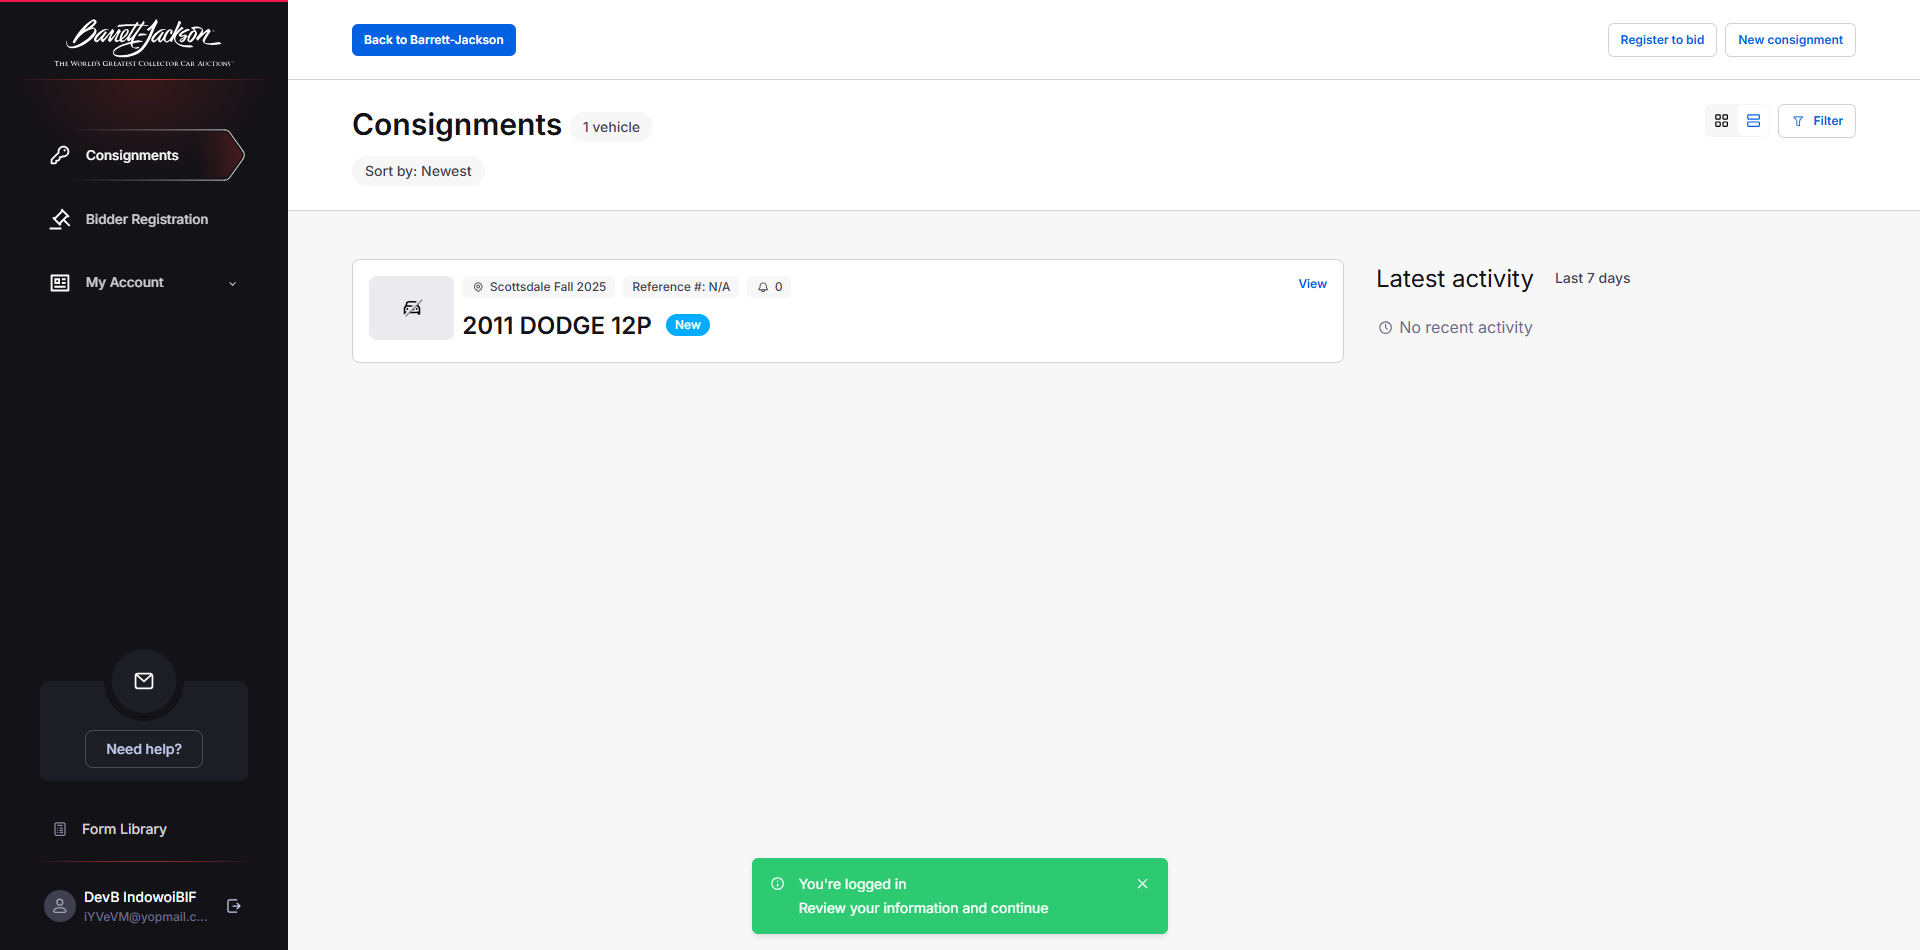 Barrett-Jackson
THE WORLD'S GREATEST COLLECTOR CAR AUCTIONS™
Consignments
Bidder Registration
My Account
Need help?
Form Library
DevB IndowoiBIF
iYVeVM@yopmail.c...
Back to Barrett-Jackson
Register to bid
New consignment
Consignments
1 vehicle
Filter
Sort by: Newest
Scottsdale Fall 2025
Reference #: N/A
0
View
2011 DODGE 12P
New
Latest activity
Last 7 days
No recent activity
You're logged in
Review your information and continue